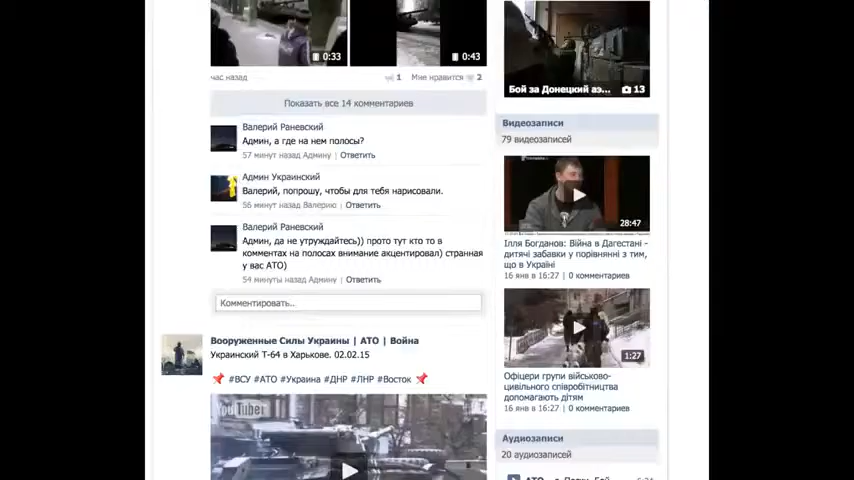 0:33
0:43
час назад
1
Мне нравится 2
Показать все 14 комментариев
Валерий Раневский
Админ, а где на нем полосы?
57 минут назад Админу | Ответить
Админ Украинский
Валерий, попрошу, чтобы для тебя нарисовали.
56 минут назад Валерию | Ответить
Валерий Раневский
Админ, да не утруждайтесь)) прото тут кто то в
комментах на полосах внимание акцентировал) странная
у вас АТО)
54 минуты назад Админу | Ответить
Комментировать..
Вооруженные Силы Украины | АТО | Война
Украинский Т-64 в Харькове. 02.02.15
📌 #ВСУ #АТО #Украина #ДНР #ЛНР #Восток 📌
YouTube
Бой за Донецкий аэ... 13
Видеозаписи
79 видеозаписей
28:47
Ілля Богданов: Війна в Дагестані -
дитячі забавки у порівнянні з тим,
що в Україні
16 янв в 16:27 | 0 комментариев
1:27
Офіцери групи військово-
цивільного співробітництва
допомагають дітям
16 янв в 16:27 | 0 комментариев
Аудиозаписи
20 аудиозаписей